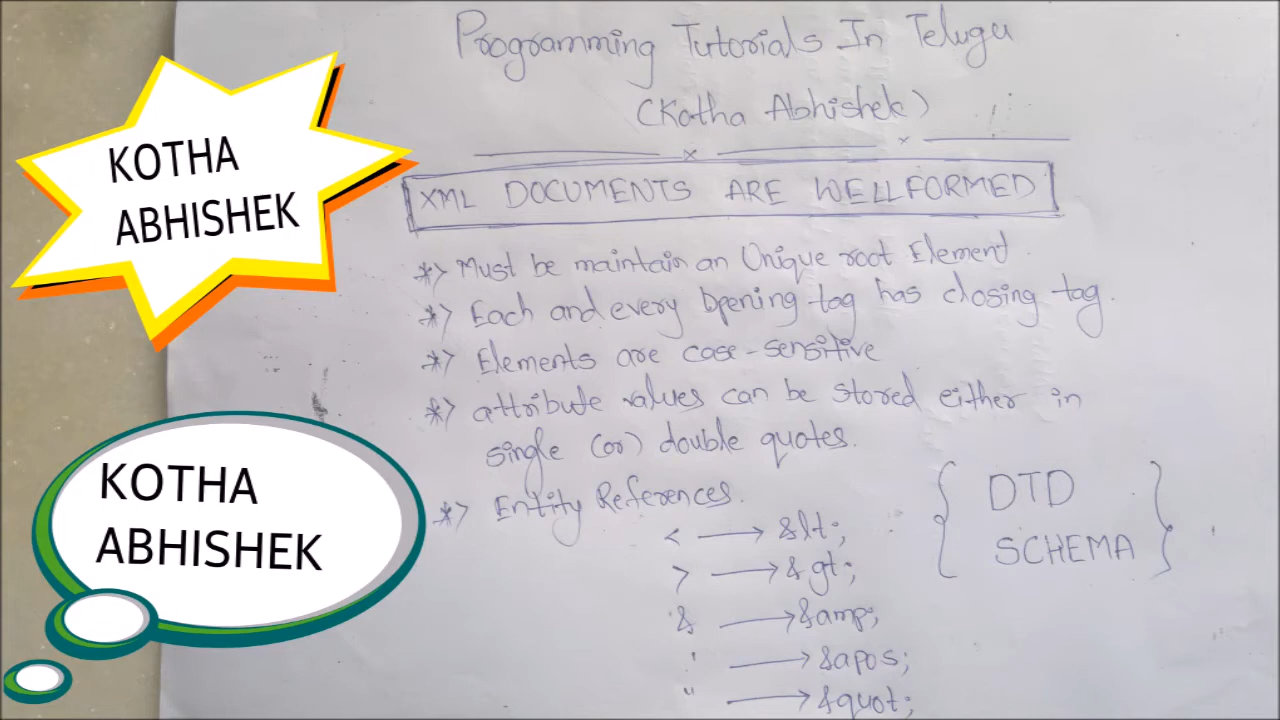 Programming Tutorials In Telugu
(Kotha Abhishek)
x x
XML DOCUMENTS ARE WELLFORMED
*> Must be maintain an Unique root Element
*> Each and every opening tag has closing tag.
*> Elements are case-sensitive
*> attribute values can be stored either in
single (or) double quotes.
*> Entity References.
< → &lt;
> → &gt;
& → &amp;
' → &apos;
" → &quot;
{ DTD
SCHEMA }
KOTHA
ABHISHEK
KOTHA
ABHISHEK